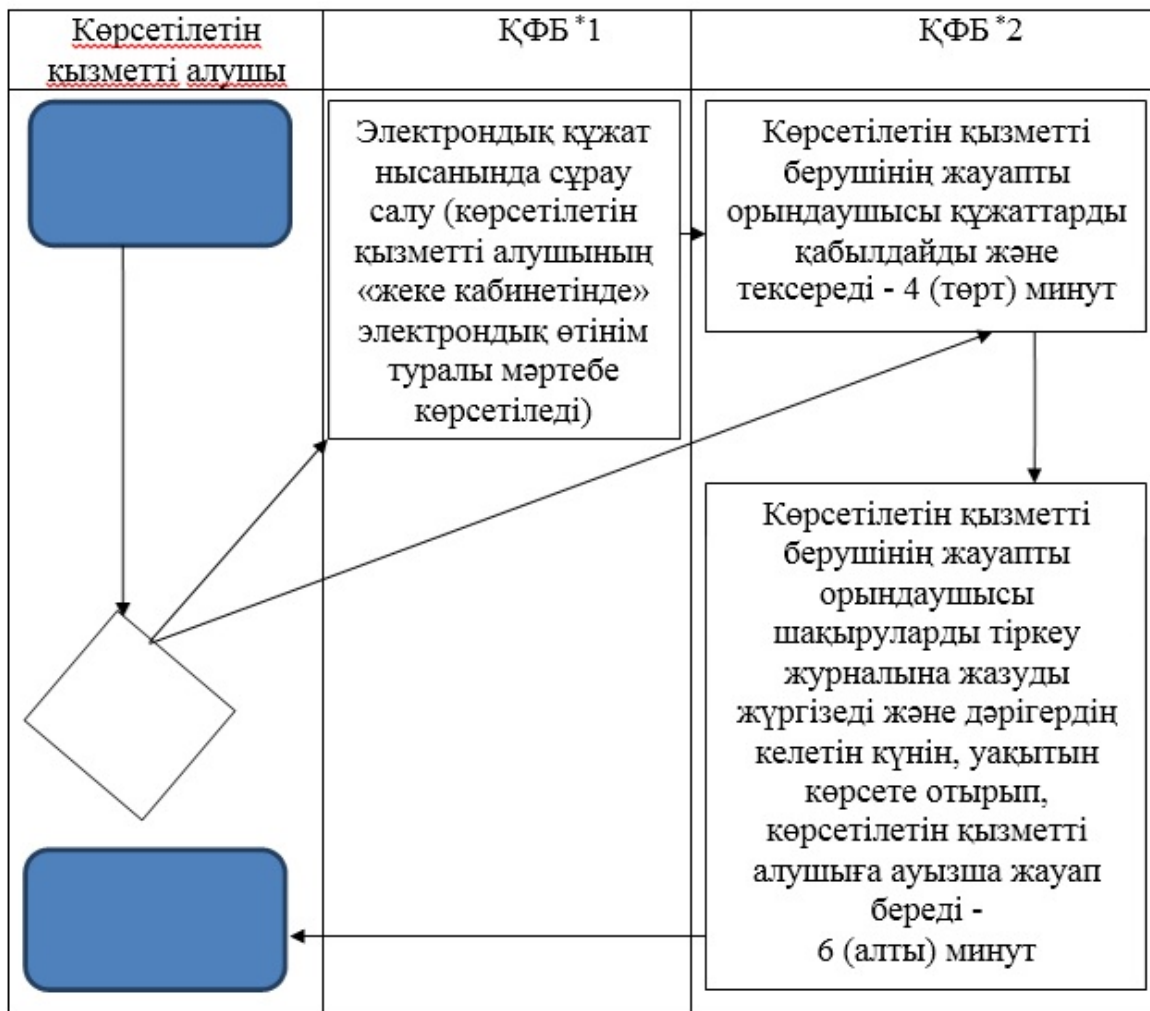 Көрсетілетін
қызметті алушы
ҚФБ *1
ҚФБ *2
Электрондық құжат
нысанында сұрау
салу (көрсетілетін
қызметті алушының
«жеке кабинетінде»
электрондық өтінім
туралы мәртебе
көрсетіледі)
Көрсетілетін қызметті
берушінің жауапты
орындаушысы құжаттарды
қабылдайды және
тексереді - 4 (төрт) минут
Көрсетілетін қызметті
берушінің жауапты
орындаушысы
шақыруларды тіркеу
журналына жазуды
жүргізеді және дәрігердің
келетін күнін, уақытын
көрсете отырып,
көрсетілетін қызметті
алушыға ауызша жауап
береді -
6 (алты) минут